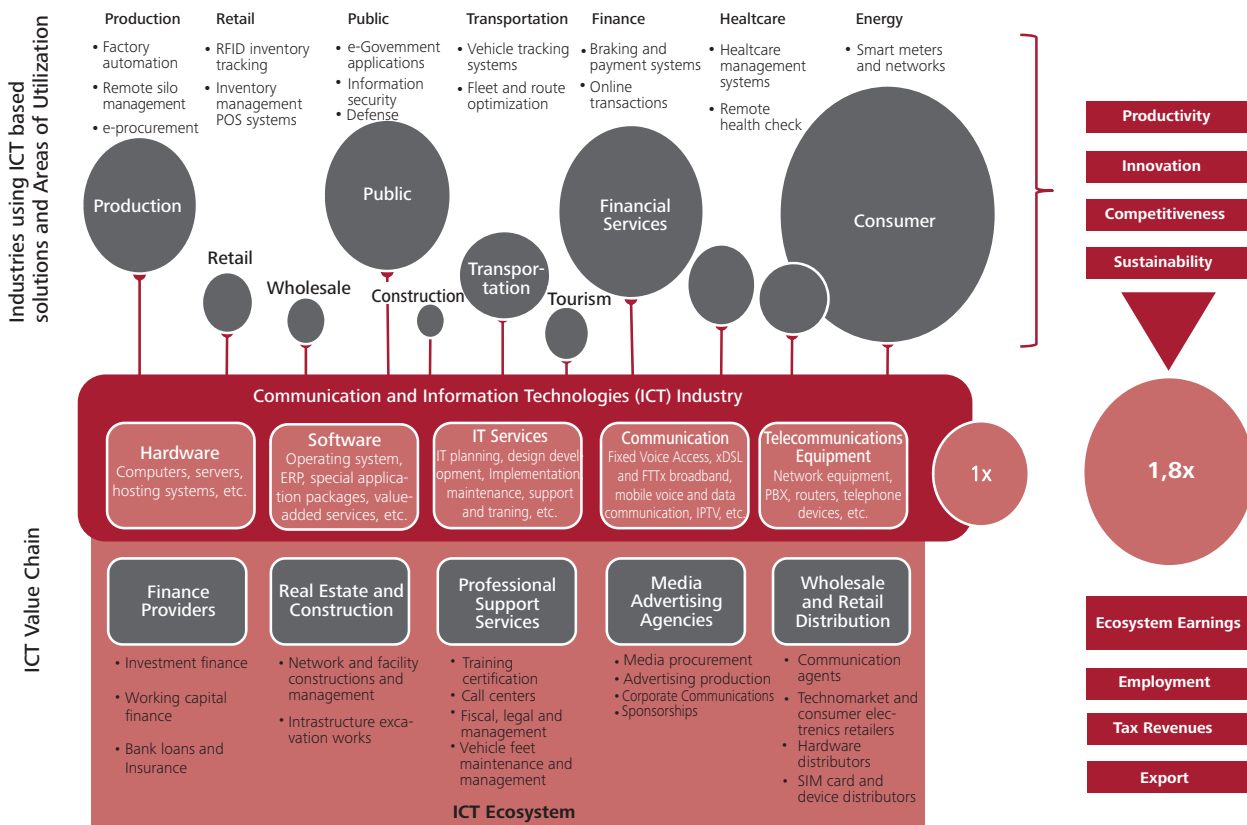 Industries using ICT based
solutions and Areas of Utilization
Production
• Factory
automation
• Remote silo
management
• e-procurement
Retail
• RFID inventory
tracking
• Inventory
management
POS systems
Public
• e-Govemment
applications
• Information
security
• Defense
Transportation
• Vehicle tracking
systems
• Fleet and route
optimization
Finance
• Braking and
payment systems
• Online
transactions
Healtcare
• Healtcare
management
systems
• Remote
health check
Energy
• Smart meters
and networks
Production
Retail
Wholesale
Public
Construction
Transpor-
tation
Tourism
Financial
Services
Consumer
Productivity
Innovation
Competitiveness
Sustainability
1,8x
Ecosystem Earnings
Employment
Tax Revenues
Export
Communication and Information Technologies (ICT) Industry
Hardware
Computers, servers,
hosting systems, etc.
Software
Operating system,
ERP, special applica-
tion packages, value-
added services, etc.
IT Services
IT planning, design devel-
opment, Implementation,
maintenance, support
and traning, etc.
Communication
Fixed Voice Access, xDSL
and FTTx broadband,
mobile voice and data
communication, IPTV, etc.
Telecommunications
Equipment
Network equipment,
PBX, routers, telephone
devices, etc.
1x
ICT Value Chain
Finance
Providers
• Investment finance
• Working capital
finance
• Bank loans and
Insurance
Real Estate and
Construction
• Network and facility
constructions and
management
• Intrastructure exca-
vation works
Professional
Support
Services
• Training
certification
• Call centers
• Fiscal, legal and
management
• Vehicle feet
maintenance and
management
Media
Advertising
Agencies
• Media procurement
• Advertising production
• Corporate Communications
• Sponsorships
Wholesale
and Retail
Distribution
• Communication
agents
• Technomarket and
consumer elec-
trenics retailers
• Hardware
distributors
• SIM card and
device distributors
ICT Ecosystem